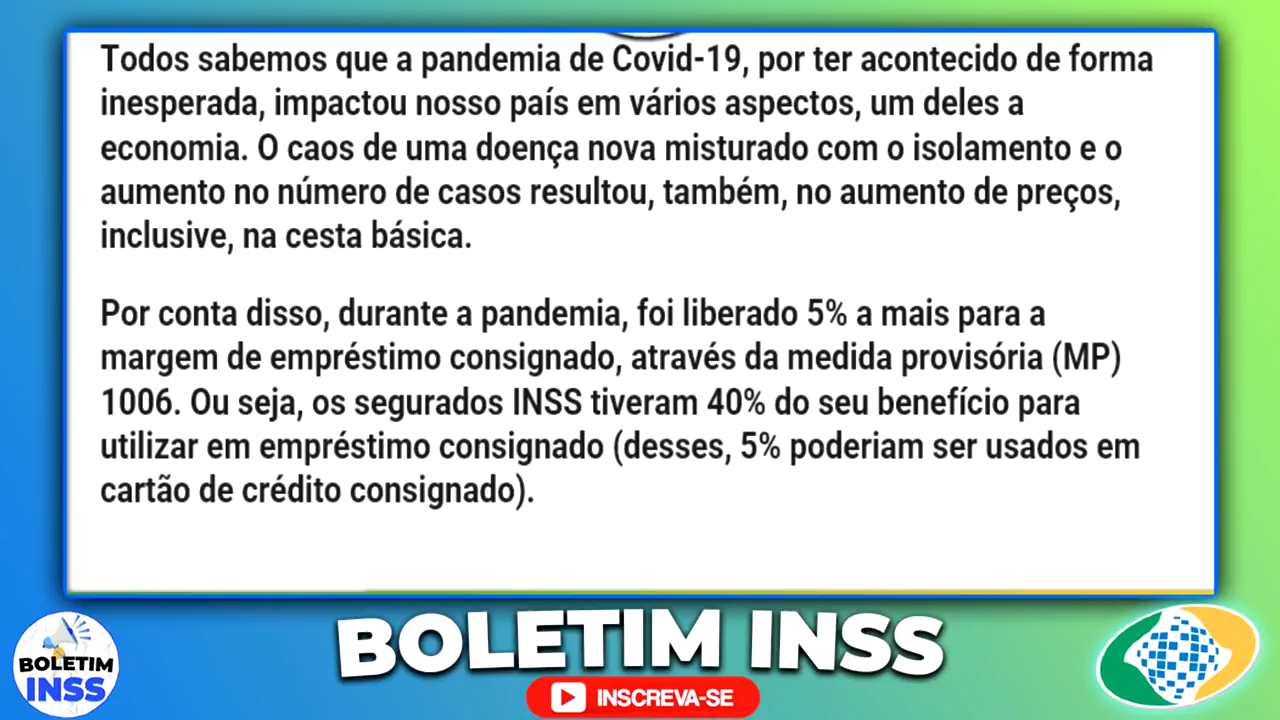 Todos sabemos que a pandemia de Covid-19, por ter acontecido de forma
inesperada, impactou nosso país em vários aspectos, um deles a
economia. O caos de uma doença nova misturado com o isolamento e o
aumento no número de casos resultou, também, no aumento de preços,
inclusive, na cesta básica.
Por conta disso, durante a pandemia, foi liberado 5% a mais para a
margem de empréstimo consignado, através da medida provisória (MP)
1006. Ou seja, os segurados INSS tiveram 40% do seu benefício para
utilizar em empréstimo consignado (desses, 5% poderiam ser usados em
cartão de crédito consignado).
BOLETIM
INSS
BOLETIM INSS
INSCREVA-SE